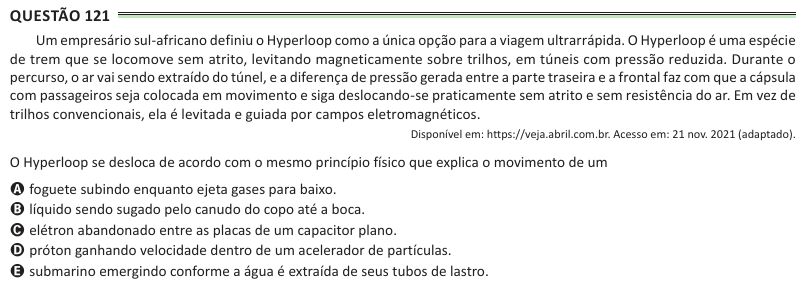 QUESTÃO 121
Um empresário sul-africano definiu o Hyperloop como a única opção para a viagem ultrarrápida. O Hyperloop é uma espécie
de trem que se locomove sem atrito, levitando magneticamente sobre trilhos, em túneis com pressão reduzida. Durante o
percurso, o ar vai sendo extraído do túnel, e a diferença de pressão gerada entre a parte traseira e a frontal faz com que a cápsula
com passageiros seja colocada em movimento e siga deslocando-se praticamente sem atrito e sem resistência do ar. Em vez de
trilhos convencionais, ela é levitada e guiada por campos eletromagnéticos.
Disponível em: https://veja.abril.com.br. Acesso em: 21 nov. 2021 (adaptado).
O Hyperloop se desloca de acordo com o mesmo princípio físico que explica o movimento de um
A foguete subindo enquanto ejeta gases para baixo.
B líquido sendo sugado pelo canudo do copo até a boca.
C elétron abandonado entre as placas de um capacitor plano.
D próton ganhando velocidade dentro de um acelerador de partículas.
E submarino emergindo conforme a água é extraída de seus tubos de lastro.